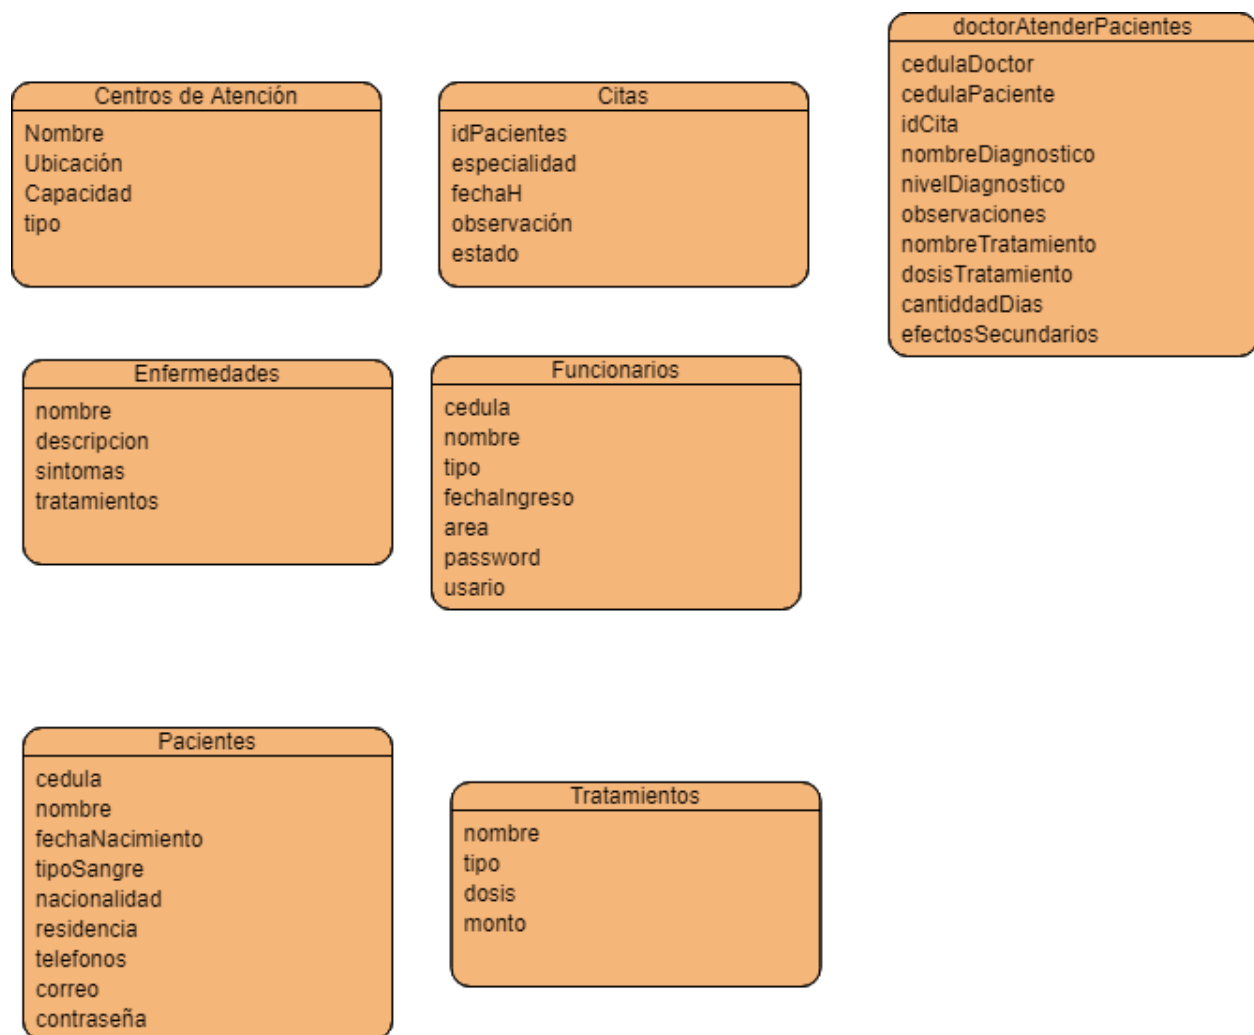 Centros de Atención
Nombre
Ubicación
Capacidad
tipo
Citas
idPacientes
especialidad
fechaH
observación
estado
doctorAtenderPacientes
cedulaDoctor
cedulaPaciente
idCita
nombreDiagnostico
nivelDiagnostico
observaciones
nombreTratamiento
dosisTratamiento
cantiddadDias
efectosSecundarios
Enfermedades
nombre
descripcion
sintomas
tratamientos
Funcionarios
cedula
nombre
tipo
fechaIngreso
area
password
usario
Pacientes
cedula
nombre
fechaNacimiento
tipoSangre
nacionalidad
residencia
telefonos
correo
contraseña
Tratamientos
nombre
tipo
dosis
monto